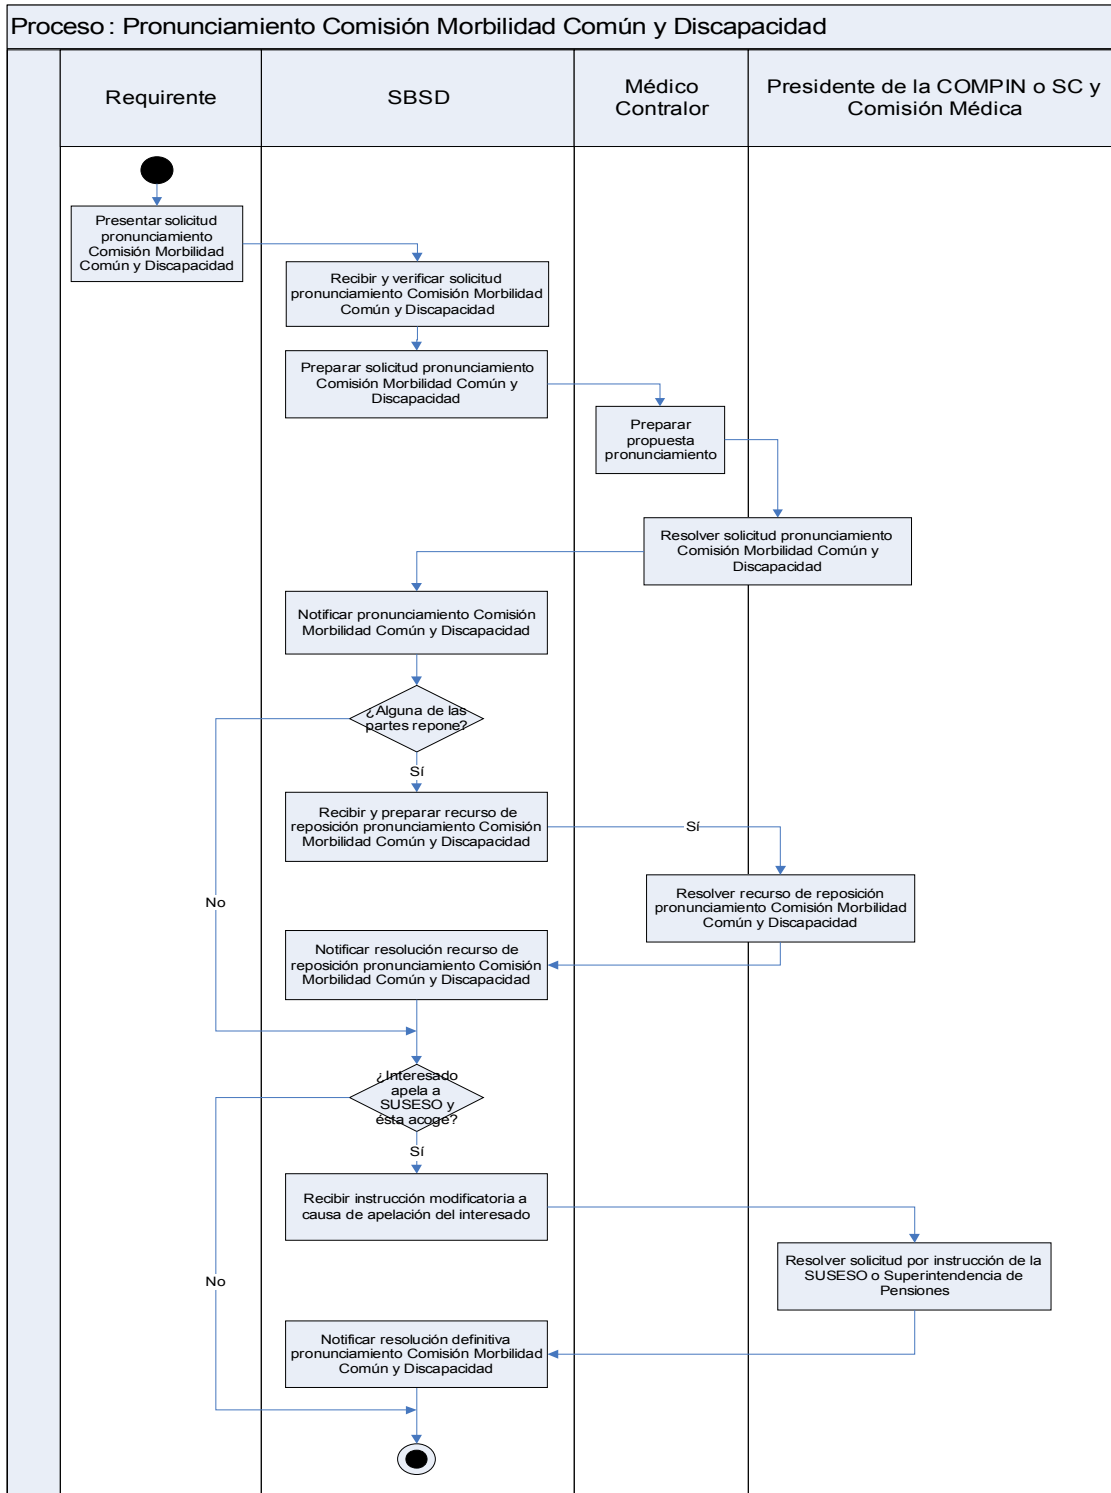 Proceso : Pronunciamiento Comisión Morbilidad Común y Discapacidad
Requirente
SBSD
Médico
Contralor
Presidente de la COMPIN o SC y
Comisión Médica
Presentar solicitud
pronunciamiento
Comisión Morbilidad
Común y Discapacidad
Recibir y verificar solicitud
pronunciamiento Comisión Morbilidad
Común y Discapacidad
Preparar solicitud pronunciamiento
Comisión Morbilidad Común y
Discapacidad
Preparar
propuesta
pronunciamiento
Resolver solicitud pronunciamiento
Comisión Morbilidad Común y
Discapacidad
Notificar pronunciamiento Comisión
Morbilidad Común y Discapacidad
¿Alguna de las
partes repone?
Sí
Recibir y preparar recurso de
reposición pronunciamiento Comisión
Morbilidad Común y Discapacidad
Sí
Resolver recurso de reposición
pronunciamiento Comisión Morbilidad
Común y Discapacidad
No
Notificar resolución recurso de
reposición pronunciamiento Comisión
Morbilidad Común y Discapacidad
¿Interesado
apela a
SUSESO y
ésta acoge?
Sí
Recibir instrucción modificatoria a
causa de apelación del interesado
Resolver solicitud por instrucción de la
SUSESO o Superintendencia de
Pensiones
No
Notificar resolución definitiva
pronunciamiento Comisión Morbilidad
Común y Discapacidad